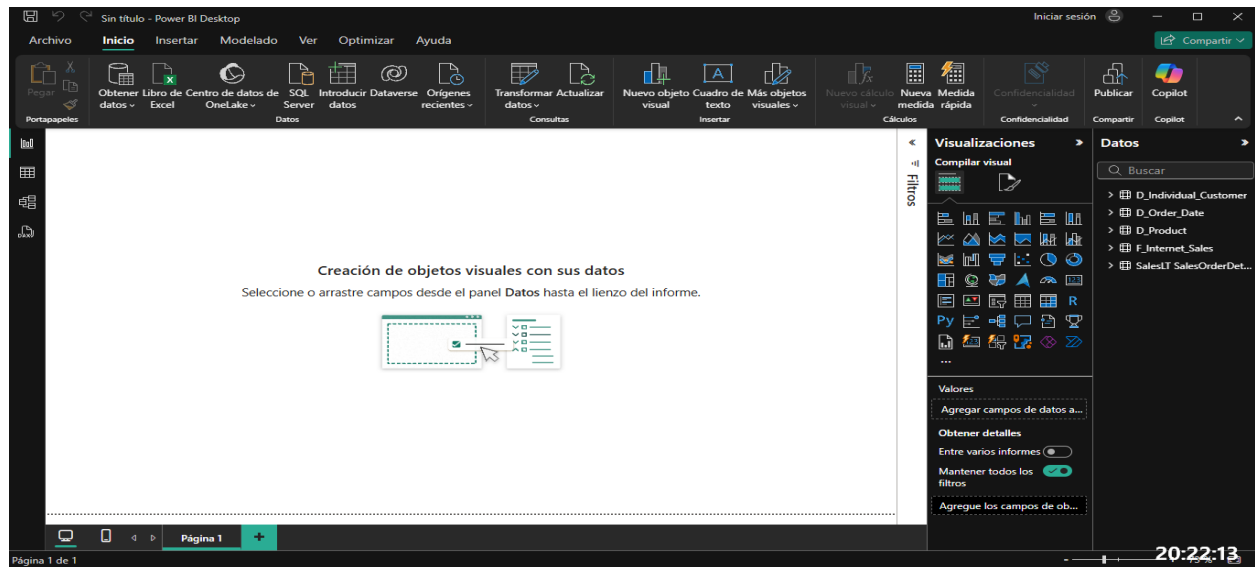 Sin título - Power BI Desktop
Iniciar sesión
Archivo Inicio Insertar Modelado Ver Optimizar Ayuda
Compartir
Pegar
Obtener datos
Libro de Excel
Centro de datos de OneLake
SQL Server
Introducir datos
Dataverse
Orígenes recientes
Transformar datos
Actualizar
Nuevo objeto visual
Cuadro de texto
Más objetos visuales
Nuevo cálculo visual
Nueva medida
Medida rápida
Confidencialidad
Publicar
Copilot
Portapapeles Datos Consultas Insertar Cálculos Confidencialidad Compartir Copilot
Filtros
Creación de objetos visuales con sus datos
Seleccione o arrastre campos desde el panel Datos hasta el lienzo del informe.
Visualizaciones
Compilar visual
R
Py
123
...
Valores
Agregar campos de datos a...
Obtener detalles
Entre varios informes
Mantener todos los
filtros
Agregue los campos de ob...
Datos
Buscar
D_Individual_Customer
D_Order_Date
D_Product
F_Internet_Sales
SalesLT SalesOrderDet...
Página 1
Página 1 de 1
20:22:13